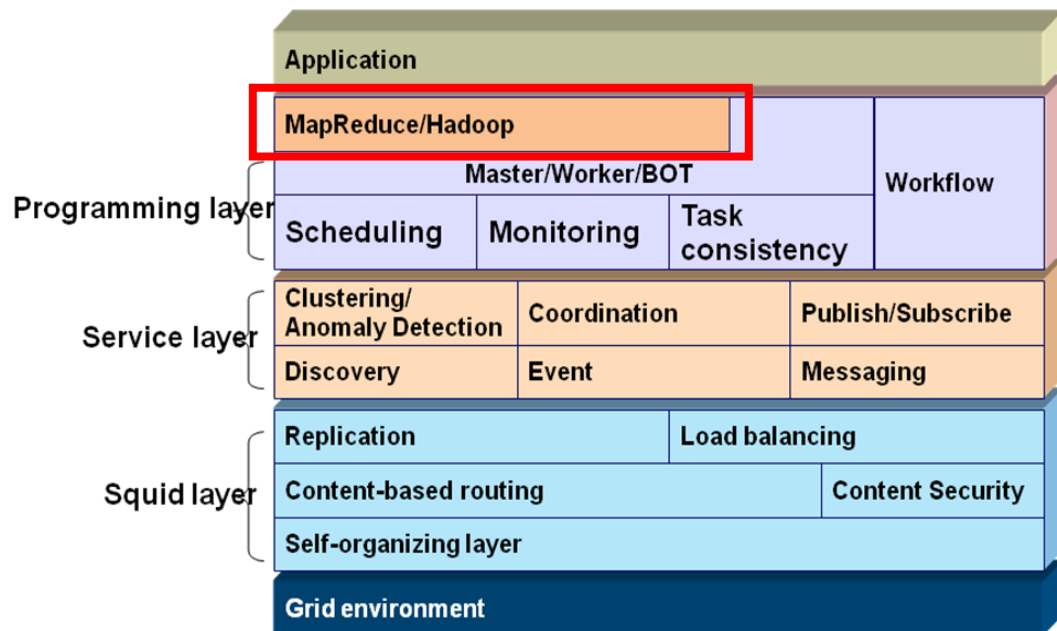 Application
MapReduce/Hadoop
Master/Worker/BOT
Workflow
Programming layer
Scheduling
Monitoring
Task
consistency
Clustering/
Anomaly Detection
Coordination
Publish/Subscribe
Service layer
Discovery
Event
Messaging
Replication
Load balancing
Squid layer
Content-based routing
Content Security
Self-organizing layer
Grid environment